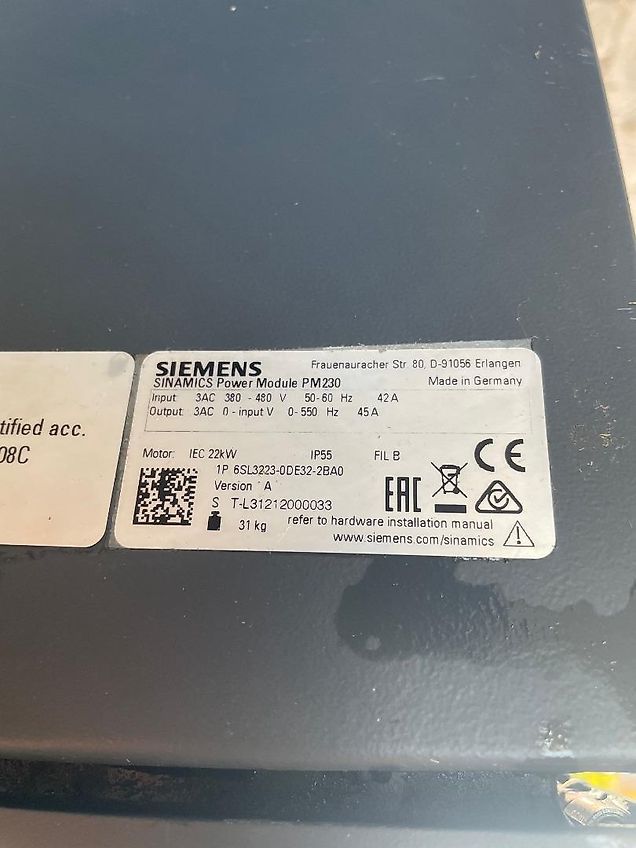 tified acc.
08C
SIEMENS
Frauenauracher Str. 80, D-91056 Erlangen
SINAMICS Power Module PM230
Made in Germany
Input: 3AC 380 - 480 V 50-60 Hz 42 A
Output: 3AC 0 - input V 0-550 Hz 45 A
Motor: IEC 22kW IP55 FIL B
1P 6SL3223-0DE32-2BA0
Version A
S T-L31212000033
31 kg
CE
EAC
refer to hardware installation manual
www.siemens.com/sinamics